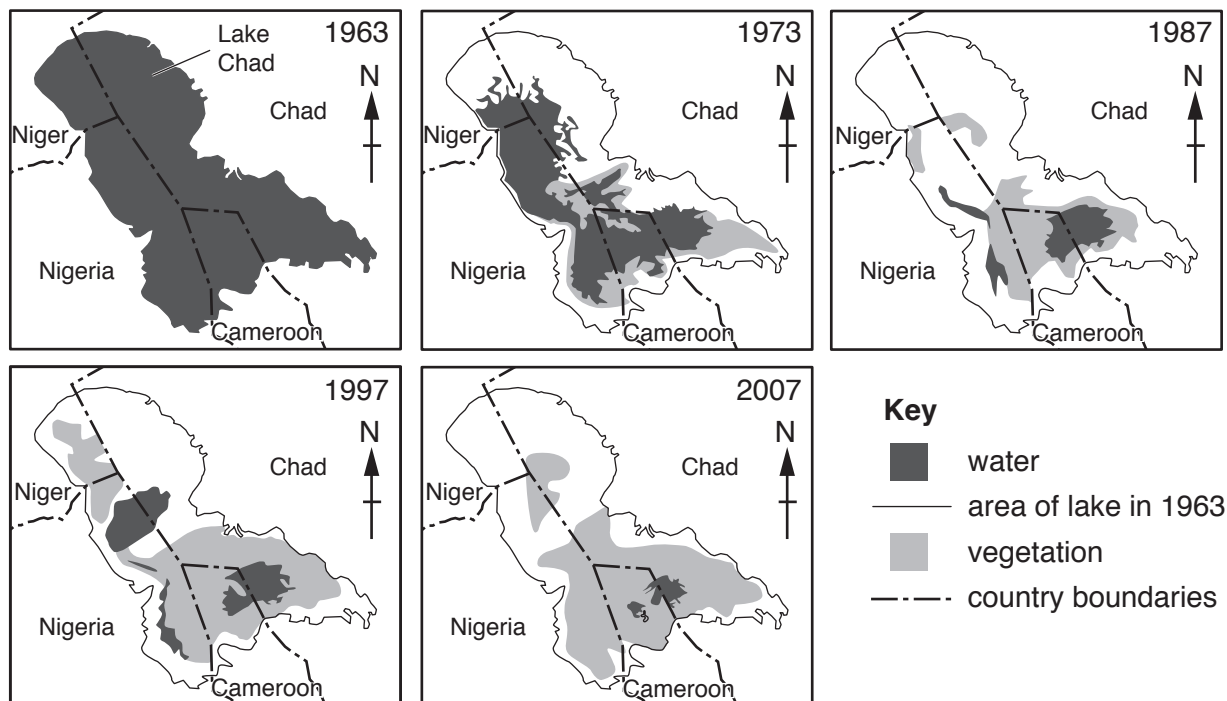 1963
Lake
Chad
N
Chad
Niger
Nigeria
Cameroon
1973
N
Chad
Niger
Nigeria
Cameroon
1987
N
Chad
Niger
Nigeria
Cameroon
1997
N
Chad
Niger
Nigeria
Cameroon
2007
N
Chad
Niger
Nigeria
Cameroon
Key
water
area of lake in 1963
vegetation
country boundaries